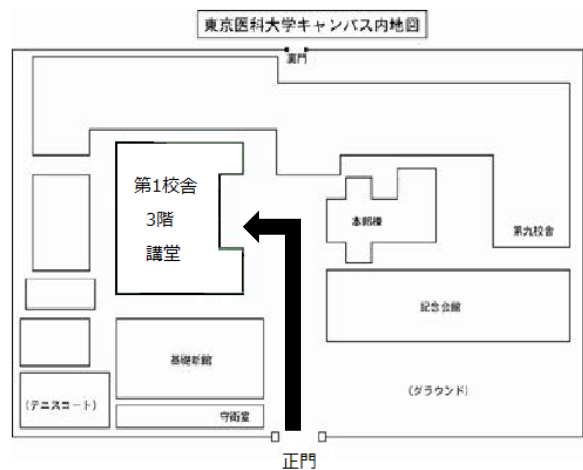 東京医科大学キャンパス内地図
裏門
第1校舎
3階
講堂
本部棟
第九校舎
記念会館
基礎新館
(グラウンド)
(テニスコート)
守衛室
正門